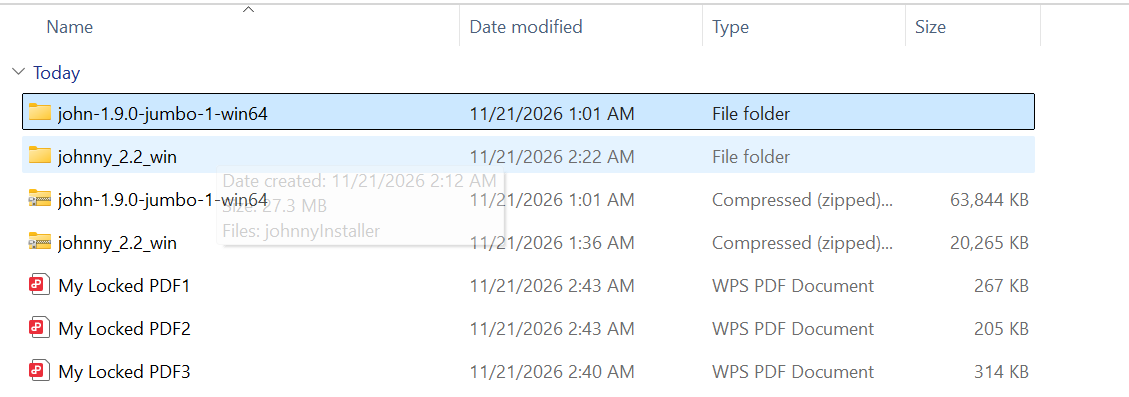 Name Date modified Type Size
Today
john-1.9.0-jumbo-1-win64 11/21/2026 1:01 AM File folder
johnny_2.2_win 11/21/2026 2:22 AM File folder
Date created: 11/21/2026 2:12 AM
john-1.9.0-jumbo-1-win64 11/21/2026 1:01 AM Compressed (zipped)... 63,844 KB
Size: 27.3 MB
Files: johnnyInstaller
johnny_2.2_win 11/21/2026 1:36 AM Compressed (zipped)... 20,265 KB
My Locked PDF1 11/21/2026 2:43 AM WPS PDF Document 267 KB
My Locked PDF2 11/21/2026 2:43 AM WPS PDF Document 205 KB
My Locked PDF3 11/21/2026 2:40 AM WPS PDF Document 314 KB